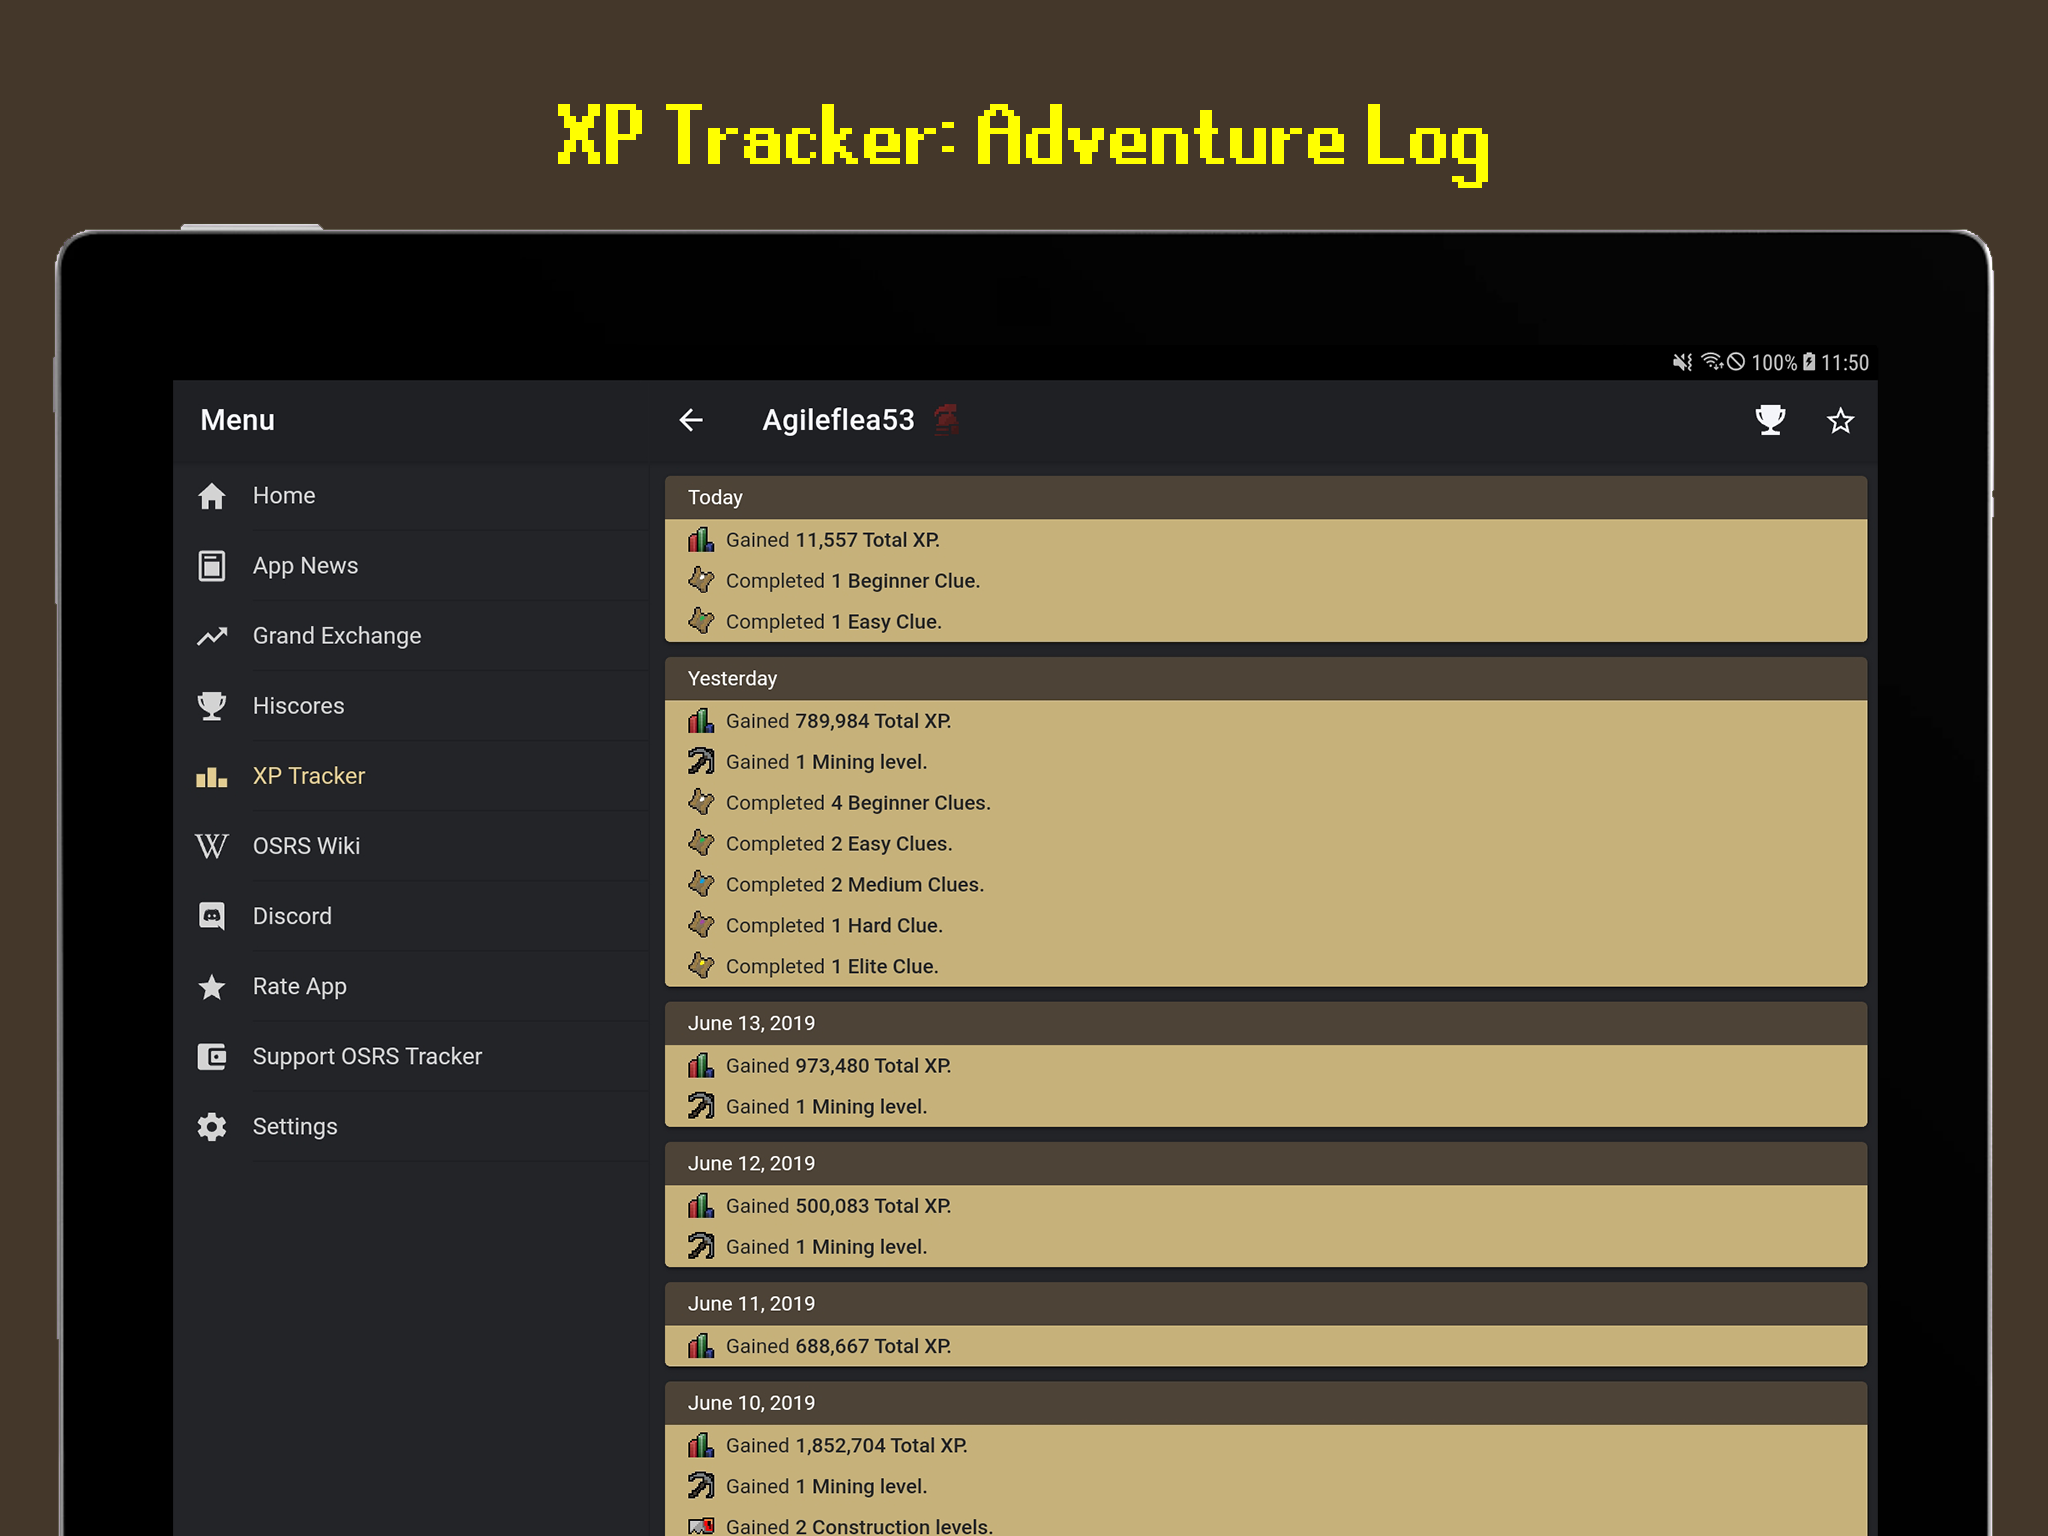 XP Tracker: Adventure Log
100% 11:50
Menu
Agileflea53
Home
App News
Grand Exchange
Hiscores
XP Tracker
OSRS Wiki
Discord
Rate App
Support OSRS Tracker
Settings
Today
Gained 11,557 Total XP.
Completed 1 Beginner Clue.
Completed 1 Easy Clue.
Yesterday
Gained 789,984 Total XP.
Gained 1 Mining level.
Completed 4 Beginner Clues.
Completed 2 Easy Clues.
Completed 2 Medium Clues.
Completed 1 Hard Clue.
Completed 1 Elite Clue.
June 13, 2019
Gained 973,480 Total XP.
Gained 1 Mining level.
June 12, 2019
Gained 500,083 Total XP.
Gained 1 Mining level.
June 11, 2019
Gained 688,667 Total XP.
June 10, 2019
Gained 1,852,704 Total XP.
Gained 1 Mining level.
Gained 2 Construction levels.